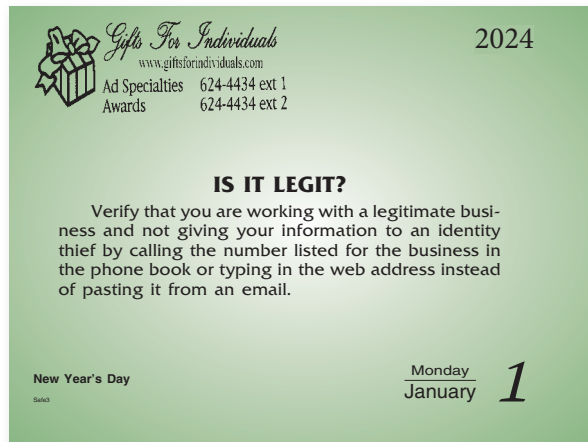 Gifts For Individuals
2024
www.giftsforindividuals.com
Ad Specialties 624-4434 ext 1
Awards 624-4434 ext 2
IS IT LEGIT?
Verify that you are working with a legitimate busi-
ness and not giving your information to an identity
thief by calling the number listed for the business in
the phone book or typing in the web address instead
of pasting it from an email.
New Year's Day
Safe3
Monday
January
1